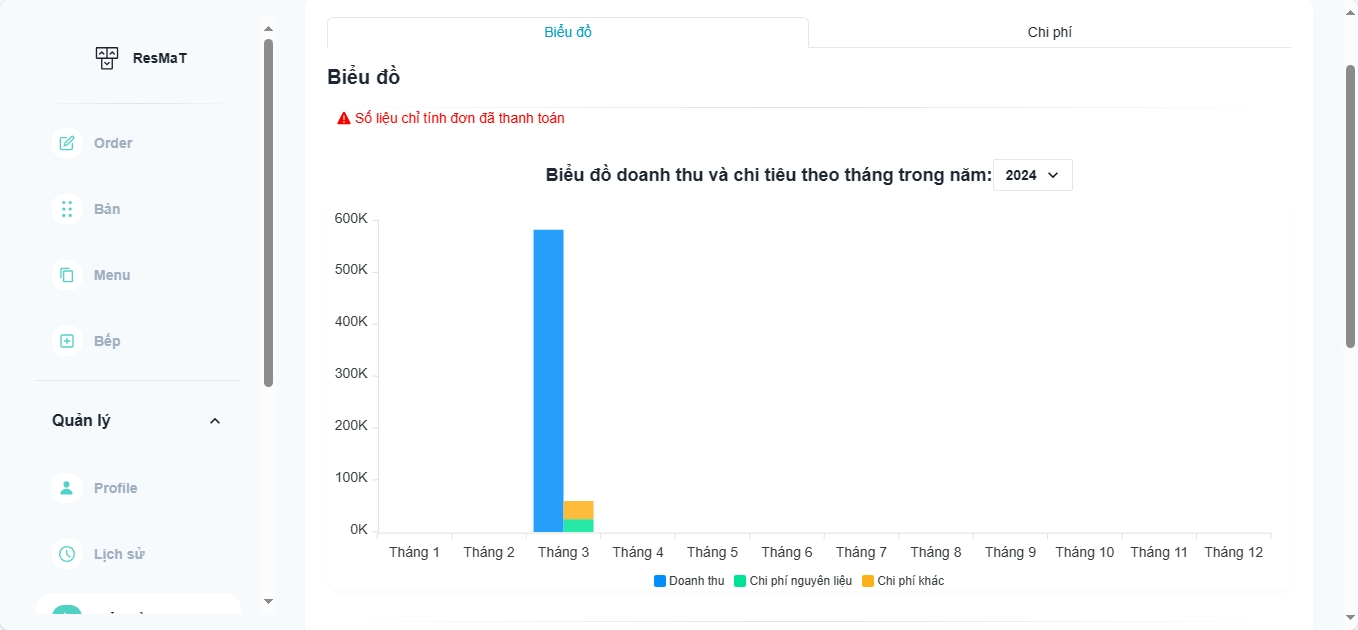 ResMaT
Order
Bàn
Menu
Bếp
Quản lý
Profile
Lịch sử
Biểu đồ
Chi phí
Biểu đồ
Số liệu chỉ tính đơn đã thanh toán
Biểu đồ doanh thu và chi tiêu theo tháng trong năm: 2024
600K
500K
400K
300K
200K
100K
0K
Tháng 1 Tháng 2 Tháng 3 Tháng 4 Tháng 5 Tháng 6 Tháng 7 Tháng 8 Tháng 9 Tháng 10 Tháng 11 Tháng 12
Doanh thu Chi phí nguyên liệu Chi phí khác